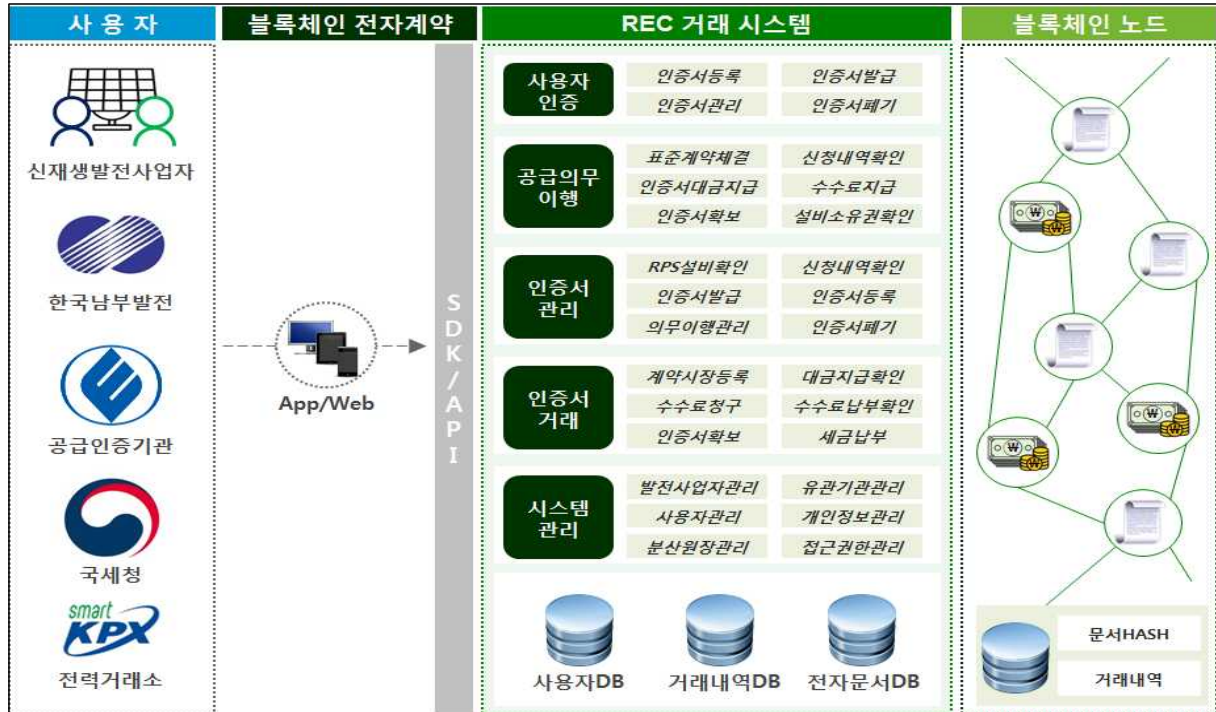 사 용 자
블록체인 전자계약
REC 거래 시스템
블록체인 노드
신재생발전사업자
한국남부발전
공급인증기관
국세청
smart
KPX
전력거래소
App/Web
SDK/API
사용자
인증
인증서등록
인증서발급
인증서관리
인증서폐기
공급의무
이행
표준계약체결
신청내역확인
인증서대금지급
수수료지급
인증서확보
설비소유권확인
인증서
관리
RPS설비확인
신청내역확인
인증서발급
인증서등록
의무이행관리
인증서폐기
인증서
거래
계약시장등록
대금지급확인
수수료청구
수수료납부확인
인증서확보
세금납부
시스템
관리
발전사업자관리
유관기관관리
사용자관리
개인정보관리
분산원장관리
접근권한관리
사용자DB
거래내역DB
전자문서DB
₩
₩
₩
문서HASH
거래내역